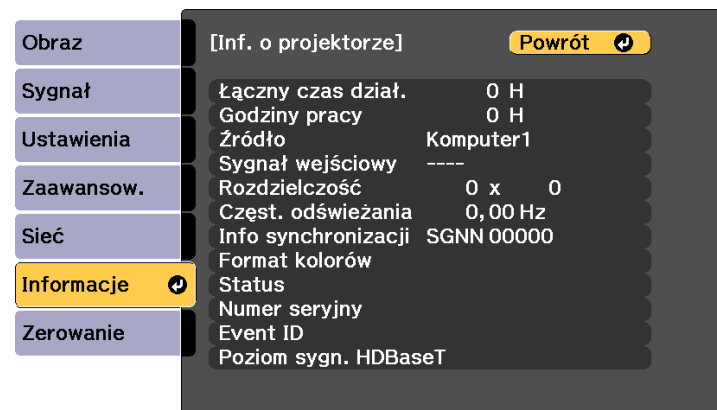 Obraz
[Inf. o projektorze] Powrót
Sygnał
Łączny czas dział. 0 H
Godziny pracy 0 H
Ustawienia
Źródło Komputer1
Sygnał wejściowy ----
Zaawansow.
Rozdzielczość 0 x 0
Częst. odświeżania 0,00 Hz
Sieć
Info synchronizacji SGNN 00000
Format kolorów
Informacje
Status
Numer seryjny
Zerowanie
Event ID
Poziom sygn. HDBaseT